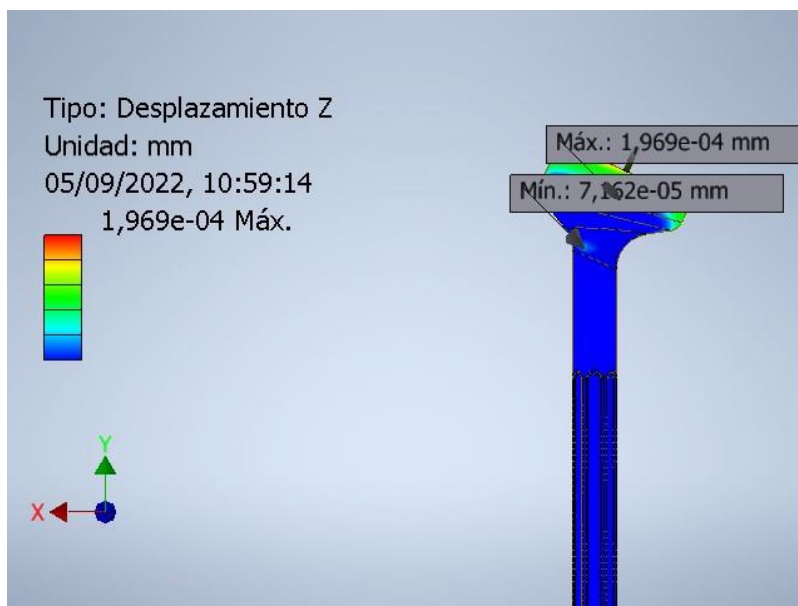 Tipo: Desplazamiento Z
Unidad: mm
05/09/2022, 10:59:14
1,969e-04 Máx.
Máx.: 1,969e-04 mm
Mín.: 7,162e-05 mm
Y
X